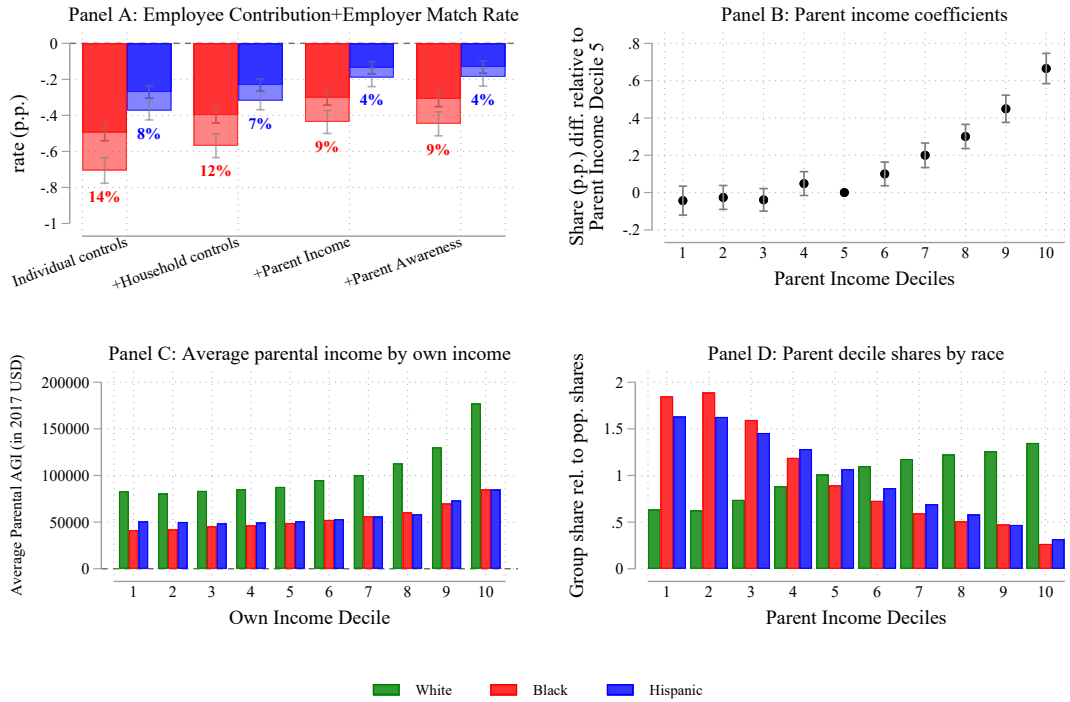 Panel A: Employee Contribution+Employer Match Rate
rate (p.p.)
0
-.2
-.4
-.6
-.8
-1
14%
8%
12%
7%
9%
4%
9%
4%
Individual controls
+Household controls
+Parent Income
+Parent Awareness
Panel B: Parent income coefficients
Share (p.p.) diff. relative to
Parent Income Decile 5
.8
.6
.4
.2
0
-.2
1 2 3 4 5 6 7 8 9 10
Parent Income Deciles
Panel C: Average parental income by own income
Average Parental AGI (in 2017 USD)
200000
150000
100000
50000
0
1 2 3 4 5 6 7 8 9 10
Own Income Decile
Panel D: Parent decile shares by race
Group share rel. to pop. shares
2
1.5
1
.5
0
1 2 3 4 5 6 7 8 9 10
Parent Income Deciles
White Black Hispanic